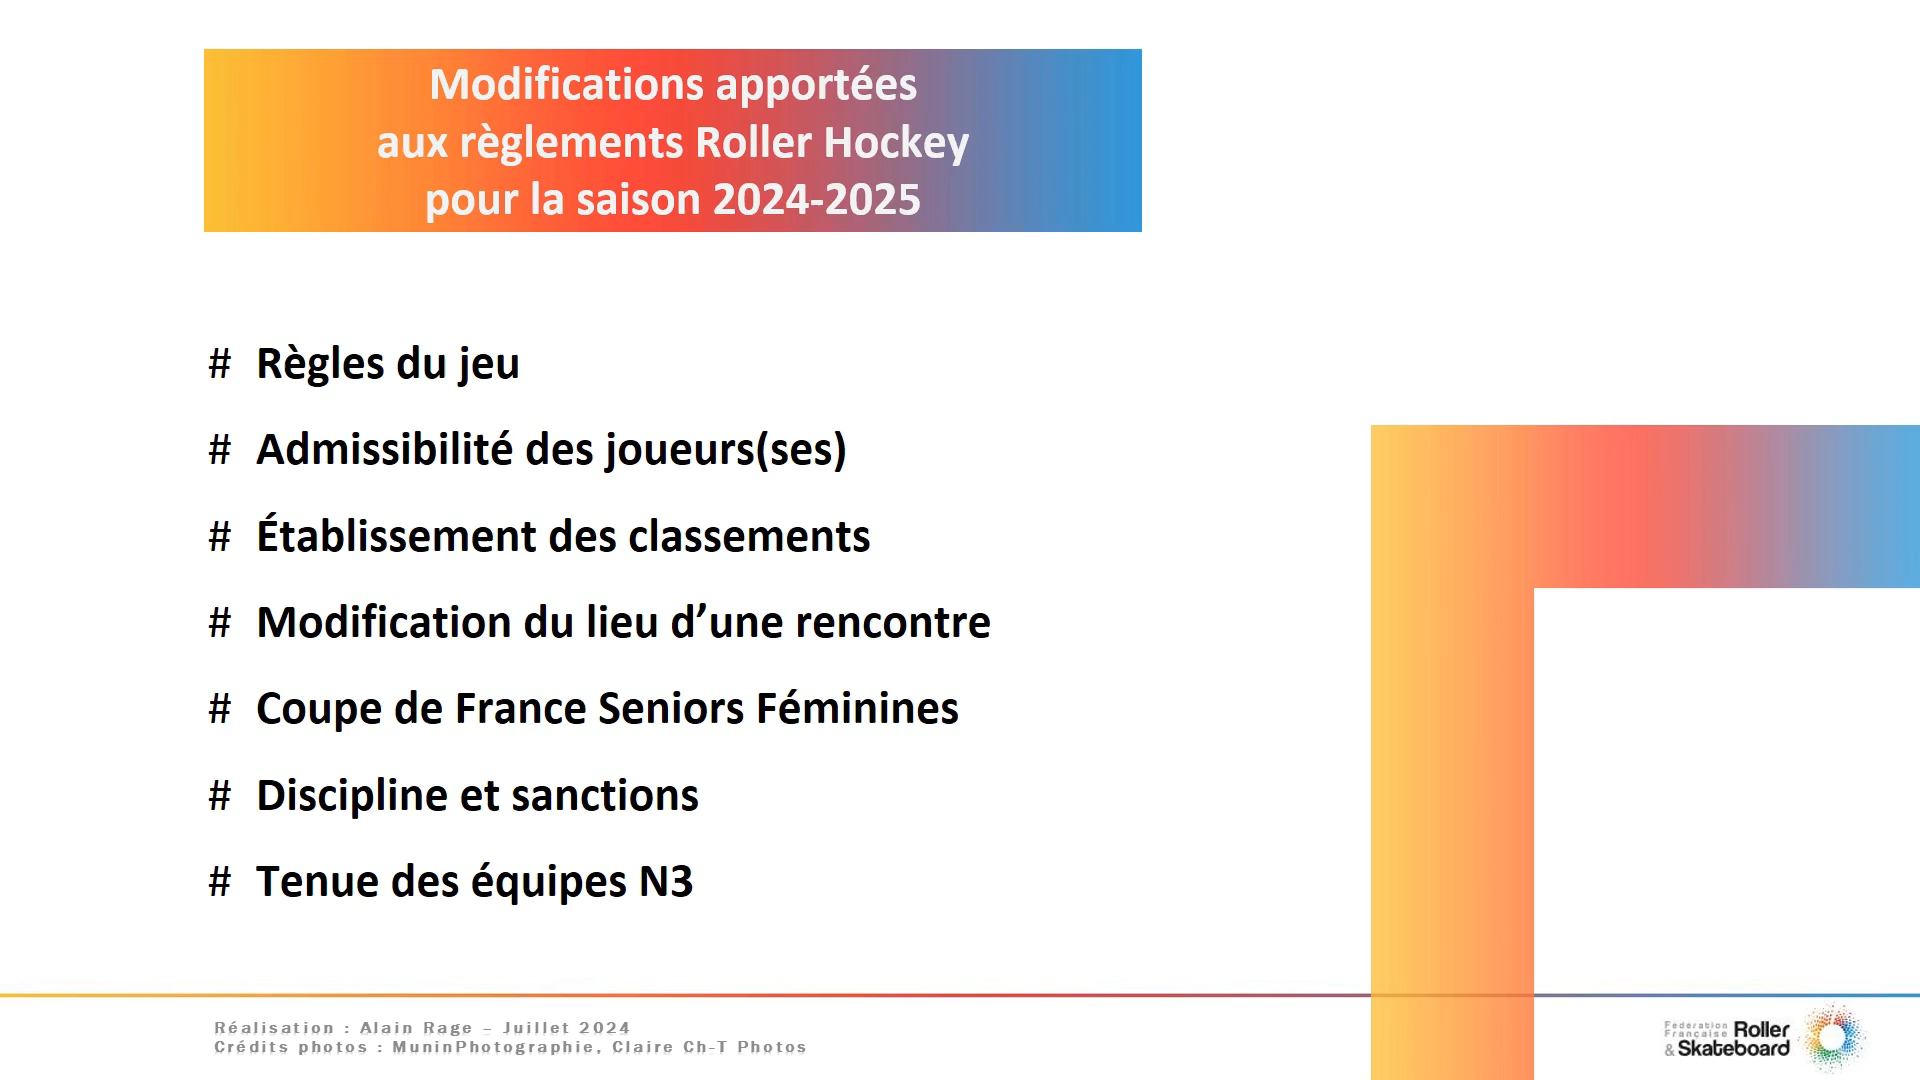 Modifications apportées
aux règlements Roller Hockey
pour la saison 2024-2025
# Règles du jeu
# Admissibilité des joueurs(ses)
# Établissement des classements
# Modification du lieu d’une rencontre
# Coupe de France Seniors Féminines
# Discipline et sanctions
# Tenue des équipes N3
Réalisation : Alain Rage – Juillet 2024
Crédits photos : MuninPhotographie, Claire Ch-T Photos
Fédération
Française Roller
& Skateboard